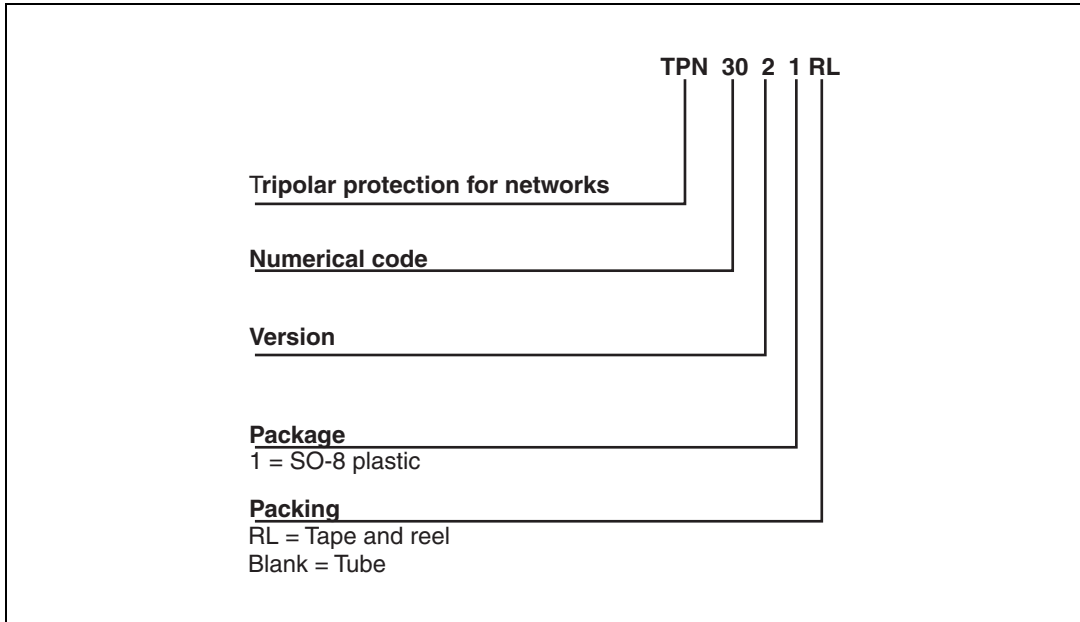 TPN 30 2 1 RL
Tripolar protection for networks
Numerical code
Version
Package
1 = SO-8 plastic
Packing
RL = Tape and reel
Blank = Tube